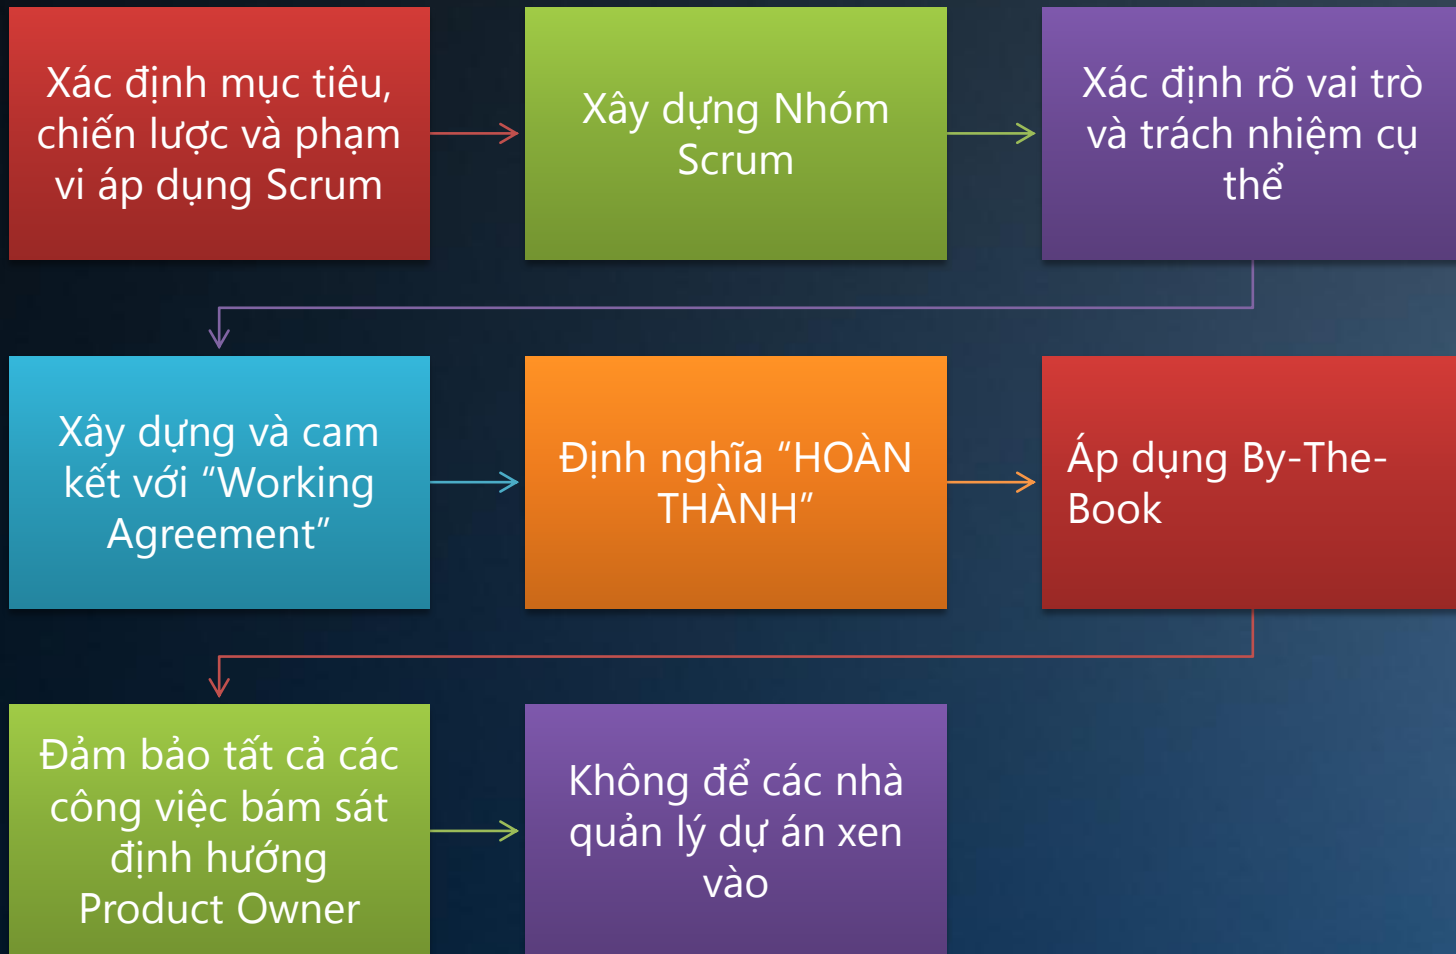 Xác định mục tiêu,
chiến lược và phạm
vi áp dụng Scrum
Xây dựng Nhóm
Scrum
Xác định rõ vai trò
và trách nhiệm cụ
thể
Xây dựng và cam
kết với “Working
Agreement”
Định nghĩa “HOÀN
THÀNH”
Áp dụng By-The-
Book
Đảm bảo tất cả các
công việc bám sát
định hướng
Product Owner
Không để các nhà
quản lý dự án xen
vào